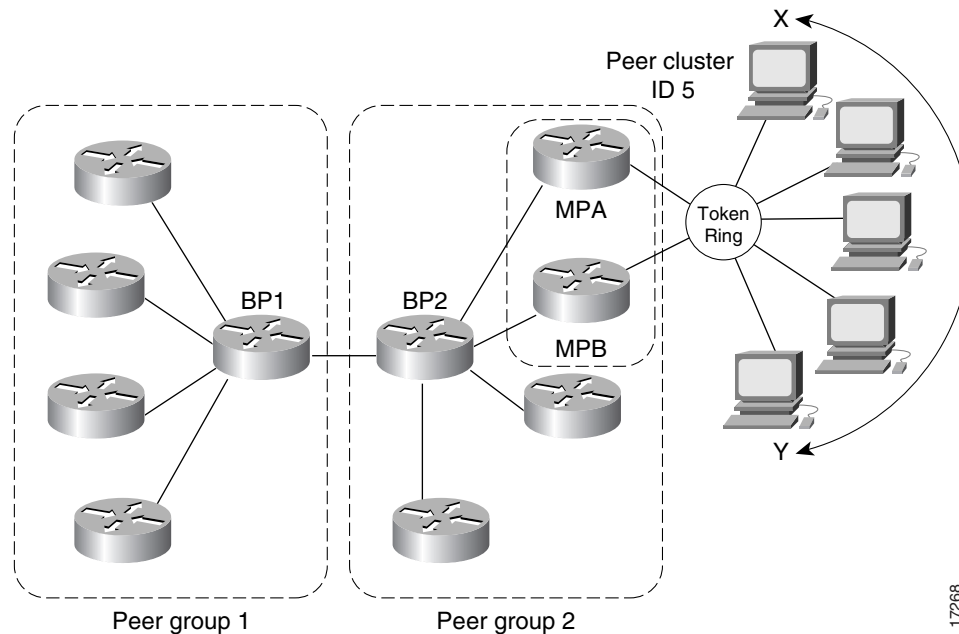 X
Peer cluster
ID 5
MPA
Token
Ring
BP1
BP2
MPB
Y
Peer group 1
Peer group 2
17268